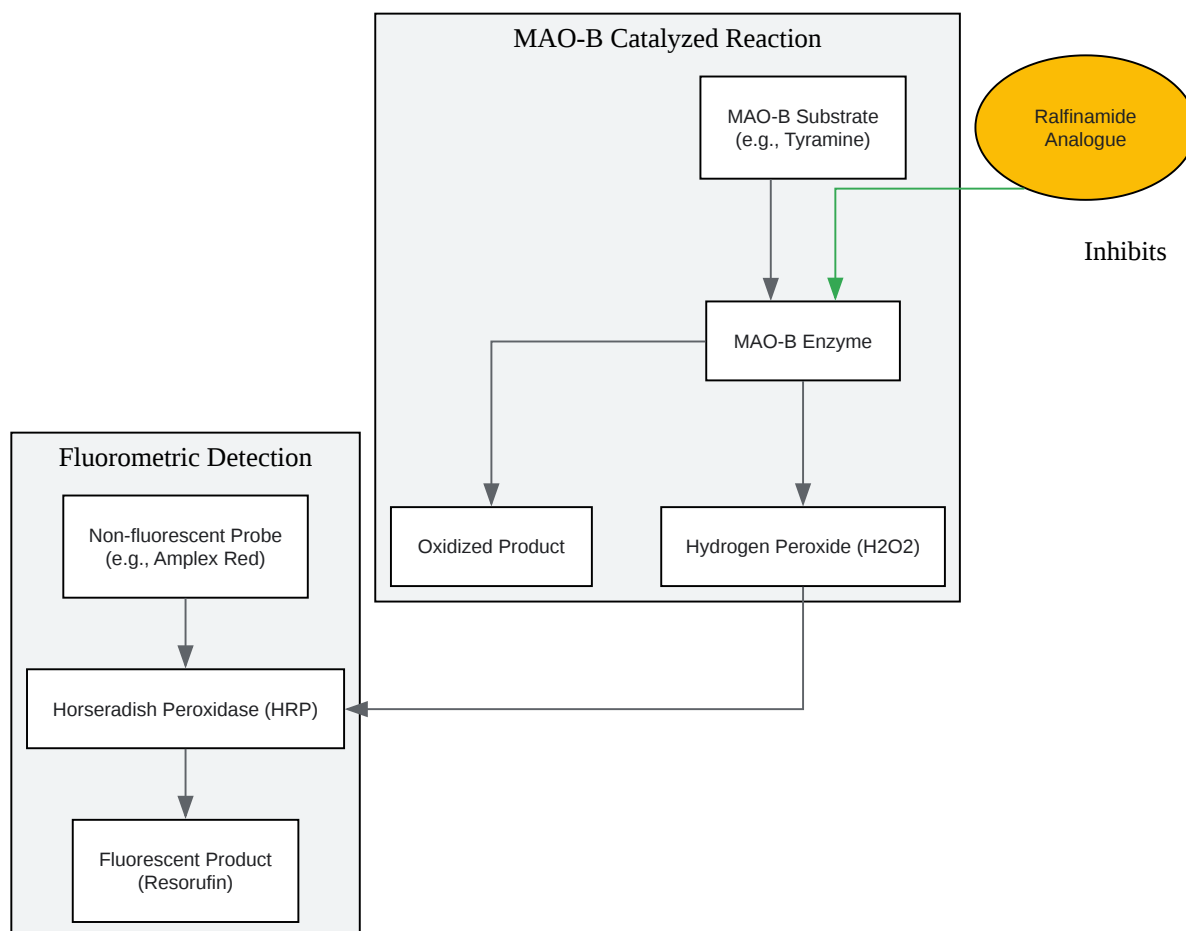 MAO-B Catalyzed Reaction
MAO-B Substrate
(e.g., Tyramine)
Ralfinamide
Analogue
Inhibits
MAO-B Enzyme
Oxidized Product
Hydrogen Peroxide (H2O2)
Fluorometric Detection
Non-fluorescent Probe
(e.g., Amplex Red)
Horseradish Peroxidase (HRP)
Fluorescent Product
(Resorufin)